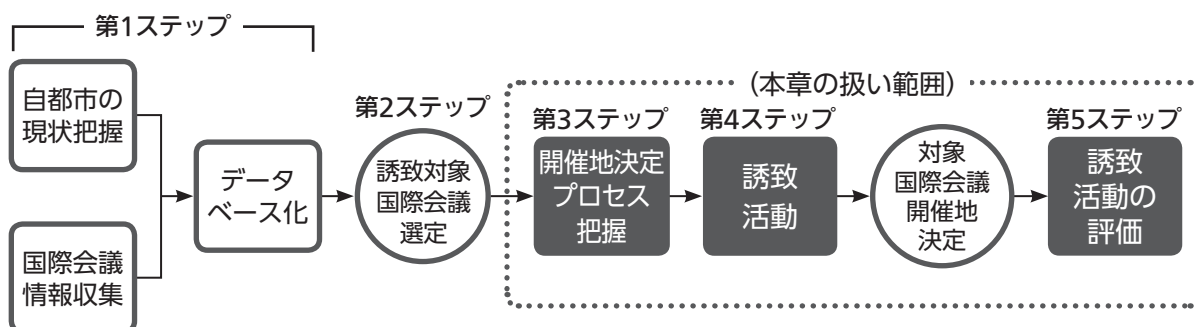 第1ステップ
自都市の
現状把握
国際会議
情報収集
データ
ベース化
第2ステップ
誘致対象
国際会議
選定
(本章の扱い範囲)
第3ステップ
開催地決定
プロセス
把握
第4ステップ
誘致
活動
対象
国際会議
開催地
決定
第5ステップ
誘致
活動の
評価